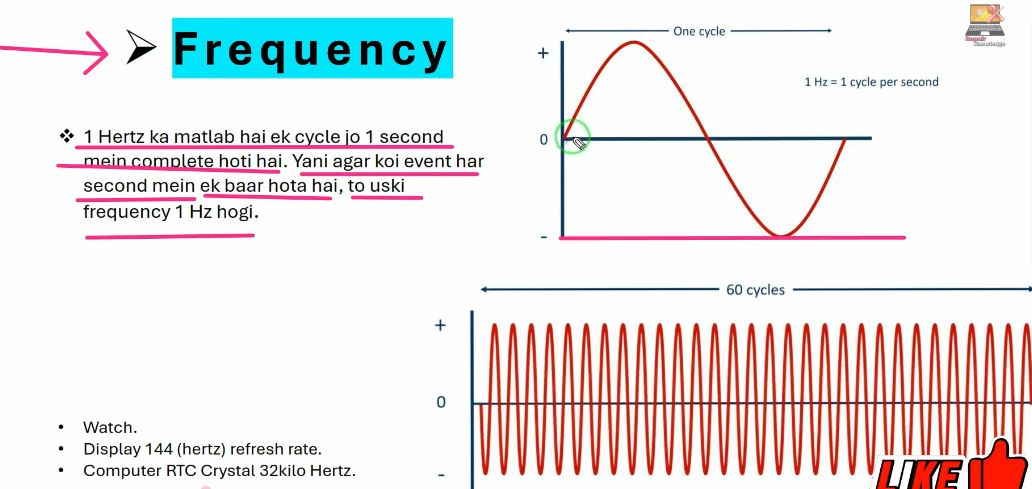 Frequency
1 Hertz ka matlab hai ek cycle jo 1 second
mein complete hoti hai. Yani agar koi event har
second mein ek baar hota hai, to uski
frequency 1 Hz hogi.
One cycle
+
0
-
1 Hz = 1 cycle per second
Repair
Knowledge
60 cycles
+
0
-
• Watch.
• Display 144 (hertz) refresh rate.
• Computer RTC Crystal 32kilo Hertz.
LIKE